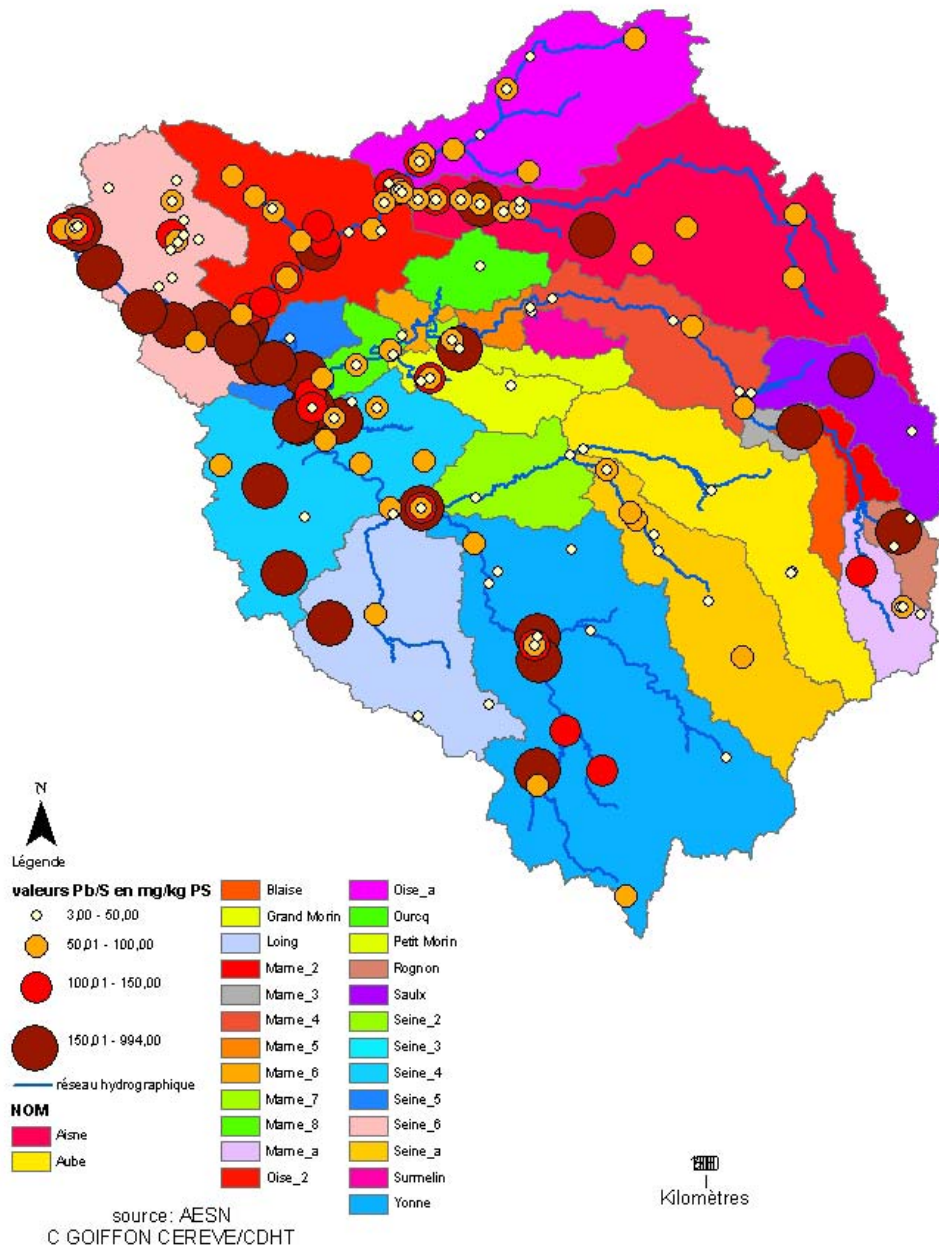 N
Légende
valeurs Pb/S en mg/kg PS
3,00 - 50,00
50,01 - 100,00
100,01 - 150,00
150,01 - 994,00
réseau hydrographique
NOM
Aisne
Aube
Blaise
Grand Morin
Loing
Marne_2
Marne_3
Marne_4
Marne_5
Marne_6
Marne_7
Marne_8
Marne_a
Oise_2
Oise_a
Ourcq
Petit Morin
Rognon
Saulx
Seine_2
Seine_3
Seine_4
Seine_5
Seine_6
Seine_a
Surmelin
Yonne
Kilomètres
source: AESN
C GOIFFON CEREVE/CDHT